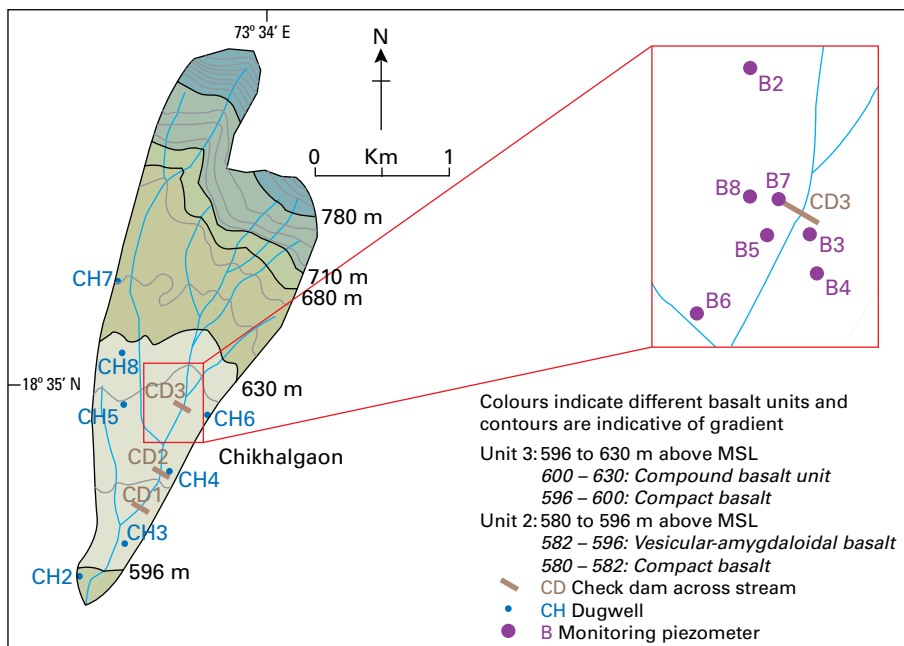 73° 34' E
N
0 Km 1
780 m
710 m
680 m
CH7
CH8
18° 35' N
630 m
CD3
CH5
CH6
CD2
Chikhalgaon
CH4
CD1
CH3
CH2
596 m
B2
B8
B7
CD3
B5
B3
B4
B6
Colours indicate different basalt units and
contours are indicative of gradient
Unit 3: 596 to 630 m above MSL
600 – 630: Compound basalt unit
596 – 600: Compact basalt
Unit 2: 580 to 596 m above MSL
582 – 596: Vesicular-amygdaloidal basalt
580 – 582: Compact basalt
CD Check dam across stream
CH Dugwell
B Monitoring piezometer